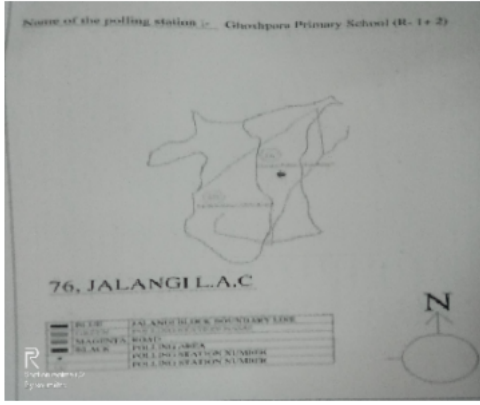 Name of the polling station :- Ghoshpara Primary School (R- 1+ 2)
76, JALANGI L.A.C
N
BLUE JALANGI BLOCK BOUNDARY LINE
GREEN
MAGENTA ROAD
BLACK POLLING AREA
POLLING STATION NUMBER
POLLING STATION NUMBER
R